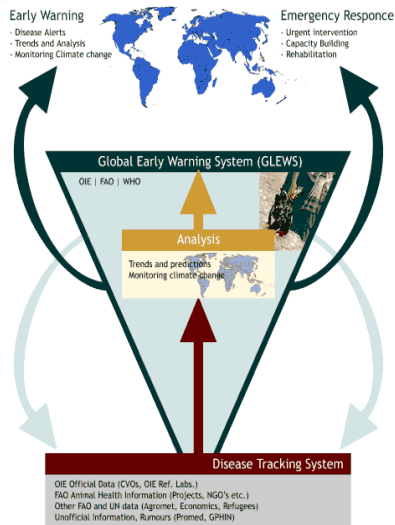 Early Warning
- Disease Alerts
- Trends and Analysis
- Monitoring Climate change
Emergency Responce
- Urgent intervention
- Capacity Building
- Rehabilitation
Global Early Warning System (GLEWS)
OIE | FAO | WHO
Analysis
Trends and predictions
Monitoring climate change
Disease Tracking System
OIE Official Data (CVOs, OIE Ref. Labs.)
FAO Animal Health Information (Projects, NGO's etc.)
Other FAO and UN data (Agromet, Economics, Refugees)
Unofficial Information, Rumours (Promed, GPHIN)